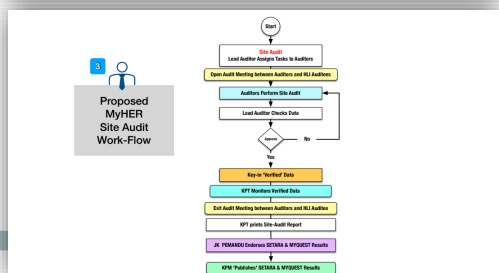 Start
Site Audit
Lead Auditor Assigns Tasks to Auditors
Open Audit Meeting between Auditors and HLI Auditees
Auditors Perform Site Audit
Lead Auditor Checks Data
Approve
No
Yes
Key-in 'Verified' Data
KPT Monitors Verified Data
Exit Audit Meeting between Auditors and HLI Auditee
KPT prints Site-Audit Report
JK PEMANDU Endorses SETARA & MYQUEST Results
KPM 'Publishes' SETARA & MYQUEST Results
3
Proposed
MyHER
Site Audit
Work-Flow